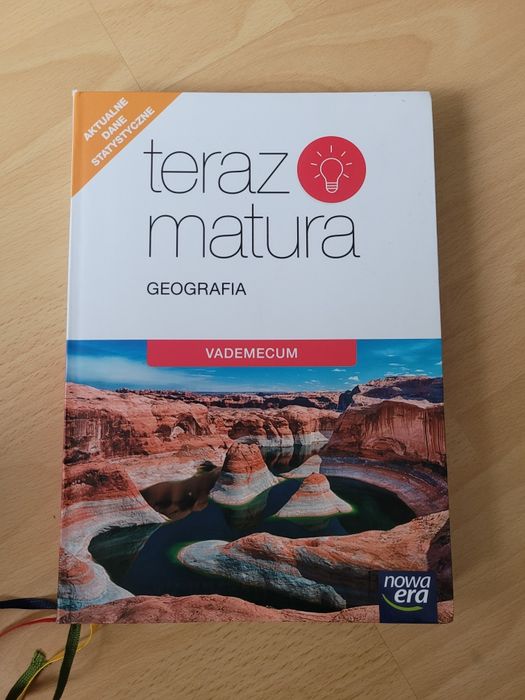 AKTUALNE
DANE
STATYSTYCZNE
teraz
matura
GEOGRAFIA
VADEMECUM
nowa
era